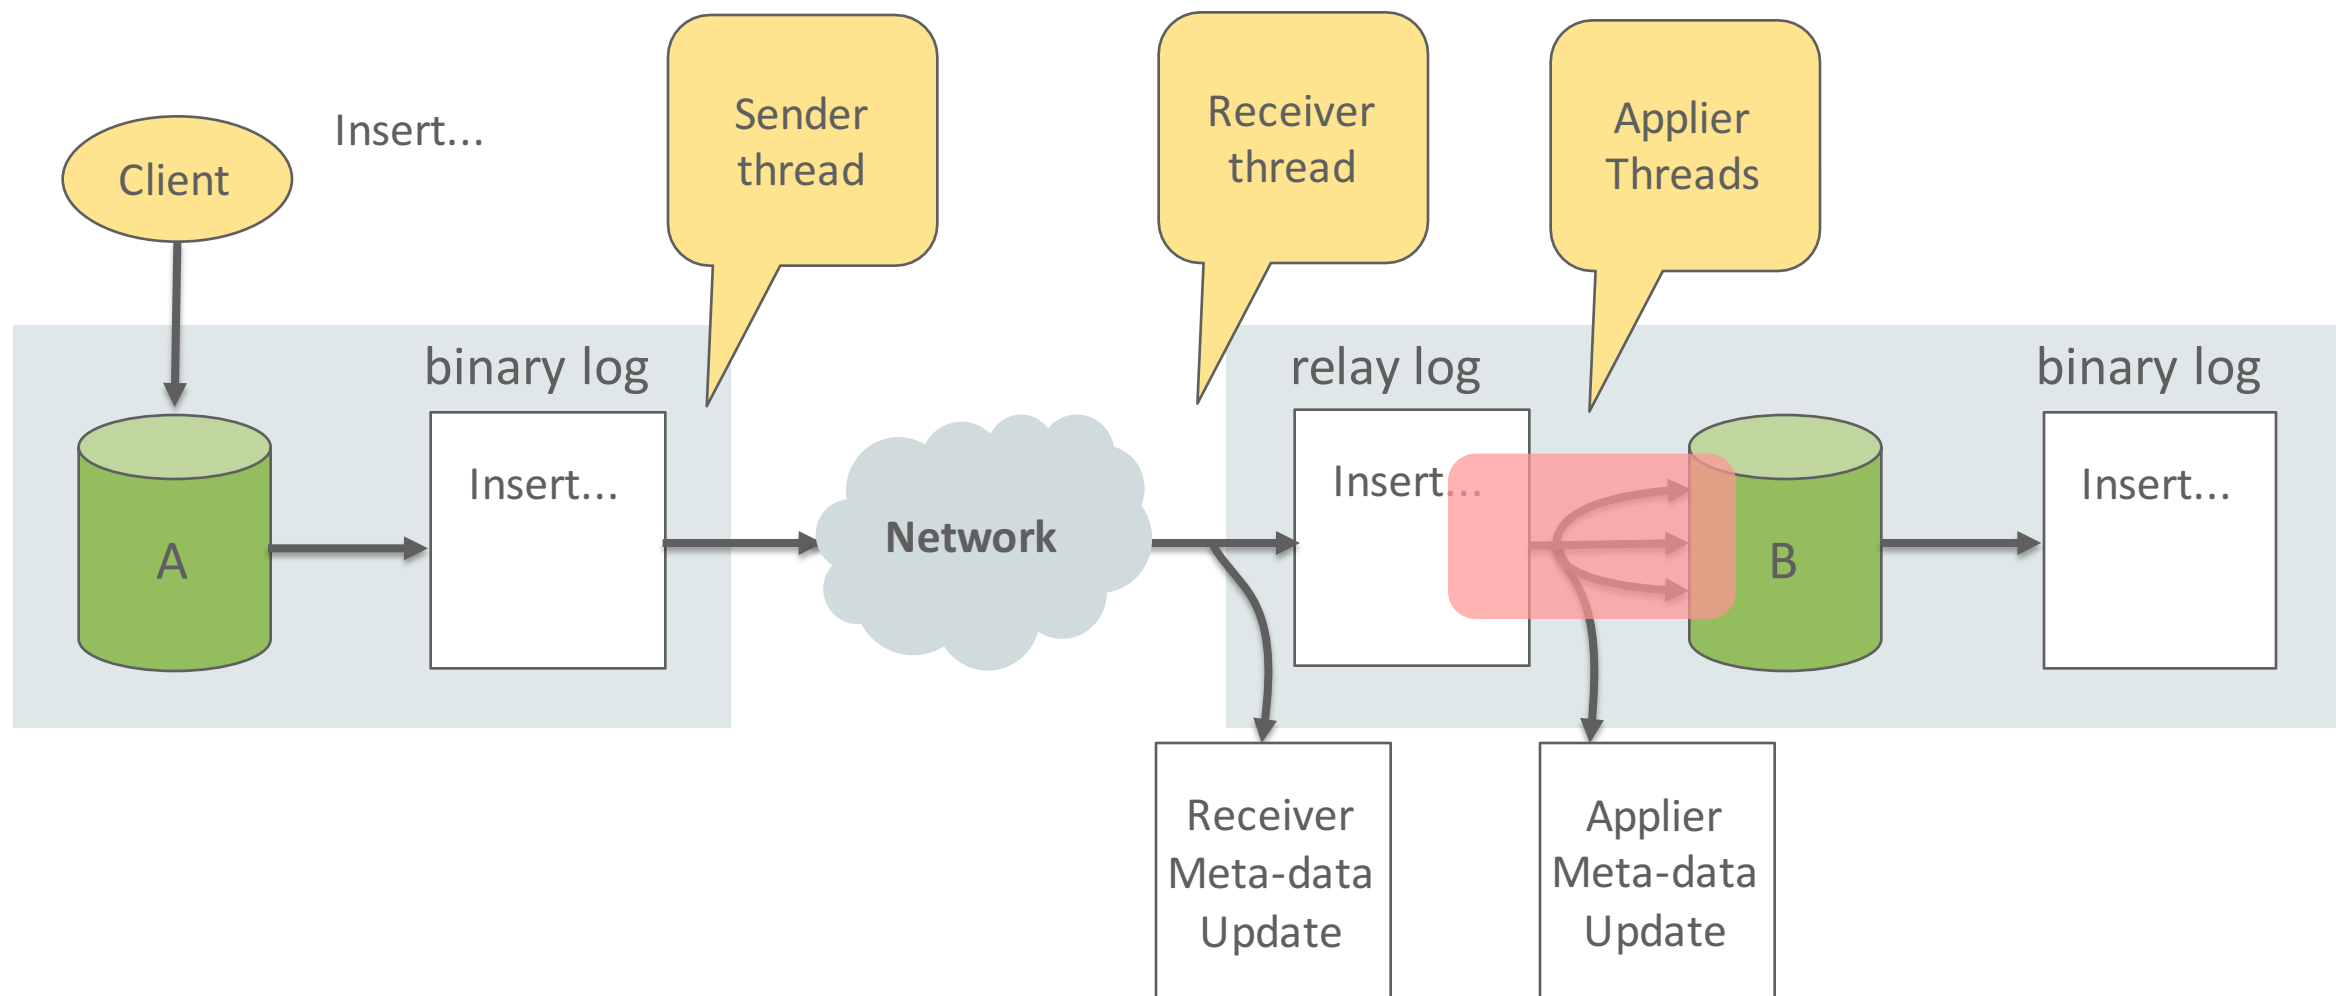 Client
Insert...
Sender
thread
Receiver
thread
Applier
Threads
binary log
relay log
binary log
Insert...
Insert...
Insert...
A
Network
B
Receiver
Meta-data
Update
Applier
Meta-data
Update